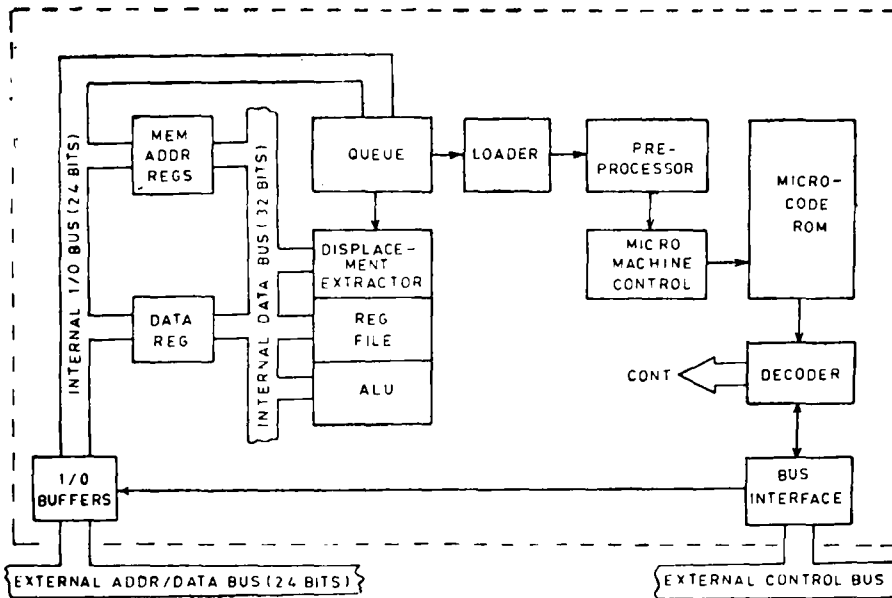 INTERNAL I/O BUS (24 BITS)
MEM
ADDR
REGS
INTERNAL DATA BUS (32 BITS)
QUEUE
LOADER
PRE-
PROCESSOR
MICRO-
CODE
ROM
DISPLACE-
MENT
EXTRACTOR
MICRO
MACHINE
CONTROL
DATA
REG
REG
FILE
ALU
CONT
DECODER
I/O
BUFFERS
BUS
INTERFACE
EXTERNAL ADDR/DATA BUS (24 BITS)
EXTERNAL CONTROL BUS